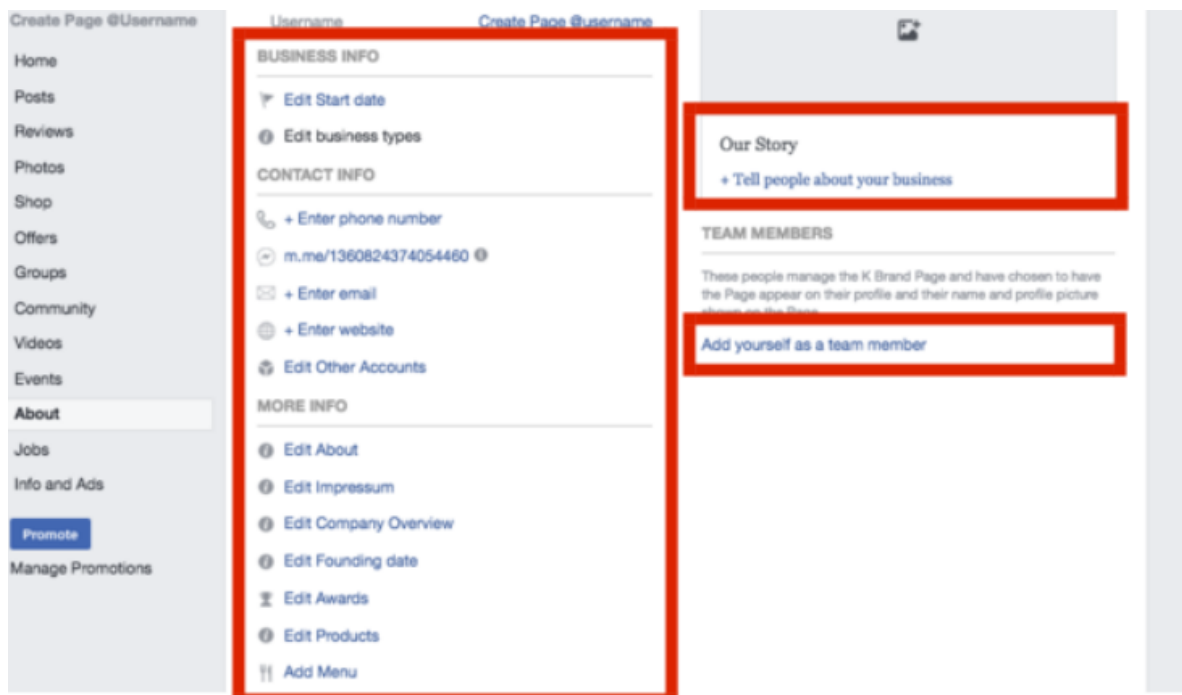 Create Page @Username
Home
Posts
Reviews
Photos
Shop
Offers
Groups
Community
Videos
Events
About
Jobs
Info and Ads
Promote
Manage Promotions
Username Create Page @username
BUSINESS INFO
Edit Start date
Edit business types
CONTACT INFO
+ Enter phone number
m.me/1360824374054460
+ Enter email
+ Enter website
Edit Other Accounts
MORE INFO
Edit About
Edit Impressum
Edit Company Overview
Edit Founding date
Edit Awards
Edit Products
Add Menu
Our Story
+ Tell people about your business
TEAM MEMBERS
These people manage the K Brand Page and have chosen to have
the Page appear on their profile and their name and profile picture
shown on the Page.
Add yourself as a team member